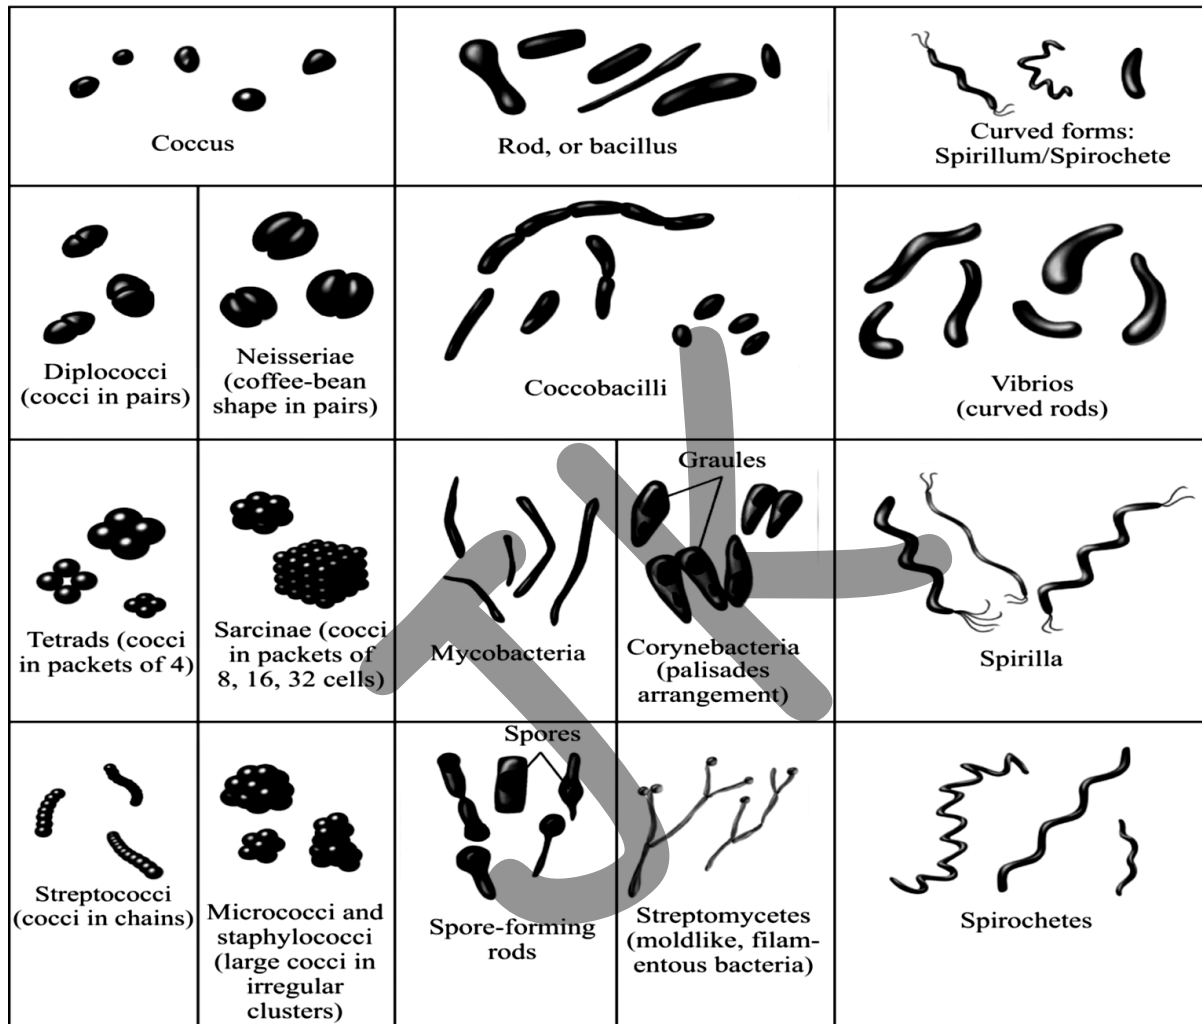 Coccus
Rod, or bacillus
Curved forms:
Spirillum/Spirochete
Diplococci
(cocci in pairs)
Neisseriae
(coffee-bean
shape in pairs)
Coccobacilli
Vibrios
(curved rods)
Tetrads (cocci
in packets of 4)
Sarcinae (cocci
in packets of
8, 16, 32 cells)
Mycobacteria
Graules
Corynebacteria
(palisades
arrangement)
Spirilla
Streptococci
(cocci in chains)
Micrococci and
staphylococci
(large cocci in
irregular
clusters)
Spores
Spore-forming
rods
Streptomycetes
(moldlike, filam-
entous bacteria)
Spirochetes